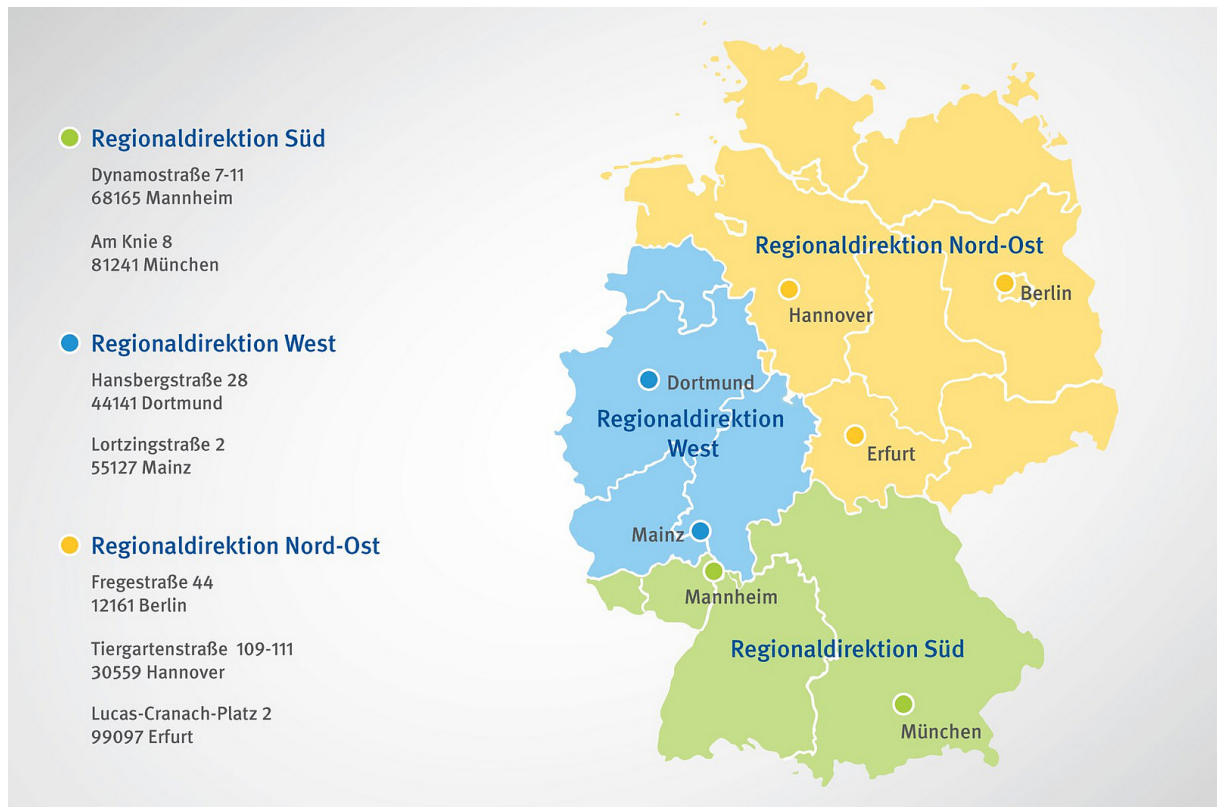 Regionaldirektion Süd
Dynamostraße 7-11
68165 Mannheim
Am Knie 8
81241 München
Regionaldirektion West
Hansbergstraße 28
44141 Dortmund
Lortzingstraße 2
55127 Mainz
Regionaldirektion Nord-Ost
Fregestraße 44
12161 Berlin
Tiergartenstraße 109-111
30559 Hannover
Lucas-Cranach-Platz 2
99097 Erfurt
Regionaldirektion Nord-Ost
Berlin
Hannover
Dortmund
Regionaldirektion
West
Erfurt
Mainz
Mannheim
Regionaldirektion Süd
München